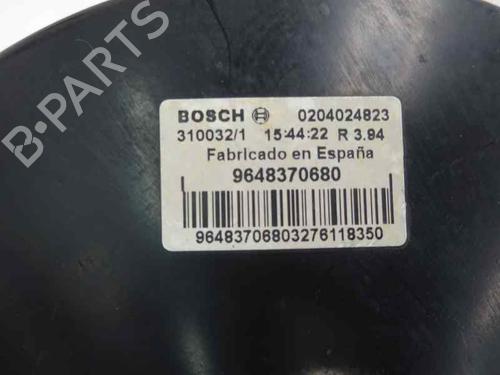 BOSCH 0204024823
310032/1 15:44:22 R 3.94
Fabricado en España
9648370680
96483706803276118350
B-PARTS